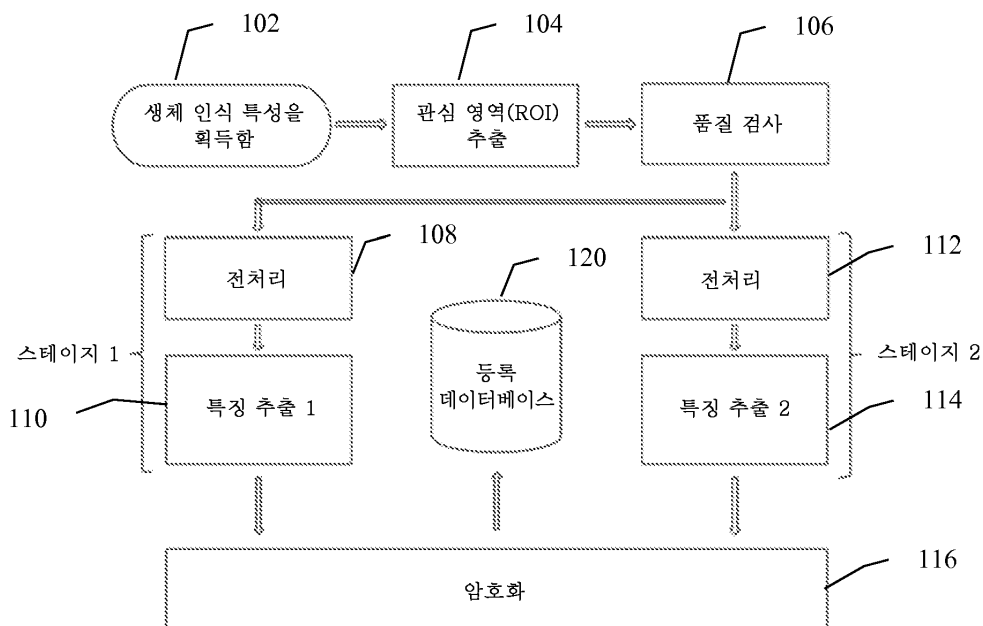 102
104
106
생체 인식 특성을
획득함
관심 영역(ROI)
추출
품질 검사
108
120
112
전처리
전처리
스테이지 1
스테이지 2
등록
데이터베이스
110
특징 추출 1
특징 추출 2
114
116
암호화